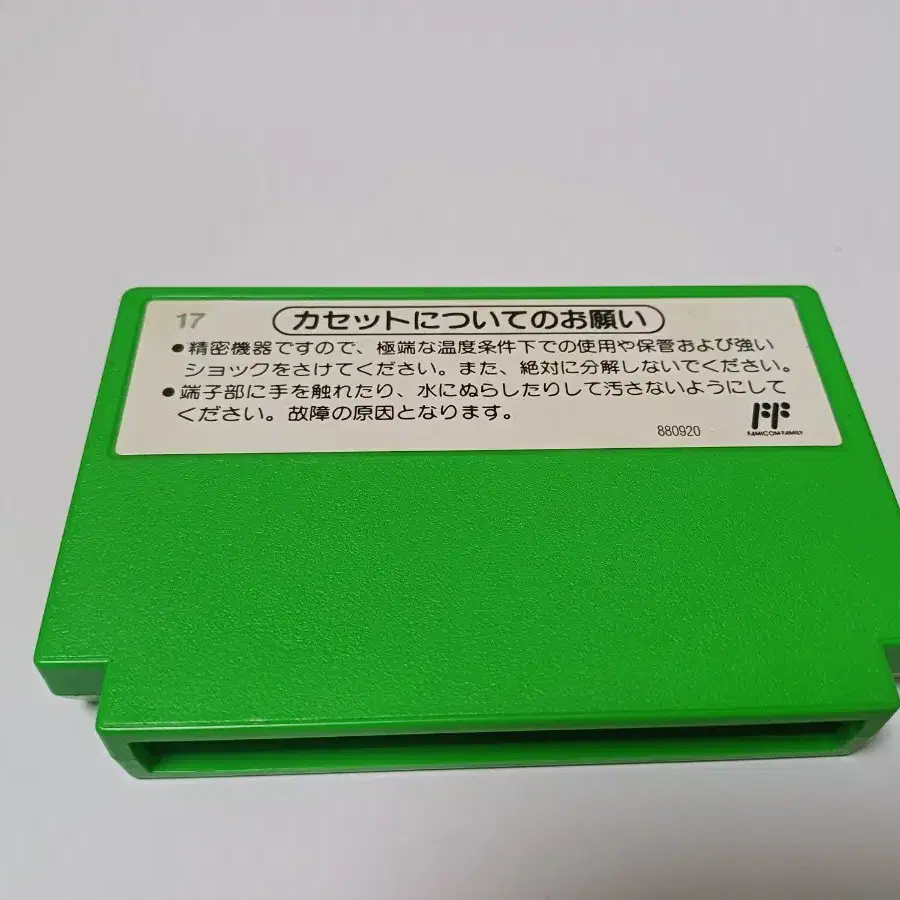 17
カセットについてのお願い
●精密機器ですので、極端な温度条件下での使用や保管および強い
ショックをさけてください。また、絶対に分解しないでください。
●端子部に手を触れたり、水にぬらしたりして汚さないようにして
ください。故障の原因となります。
880920
FF
FAMICOM FAMILY